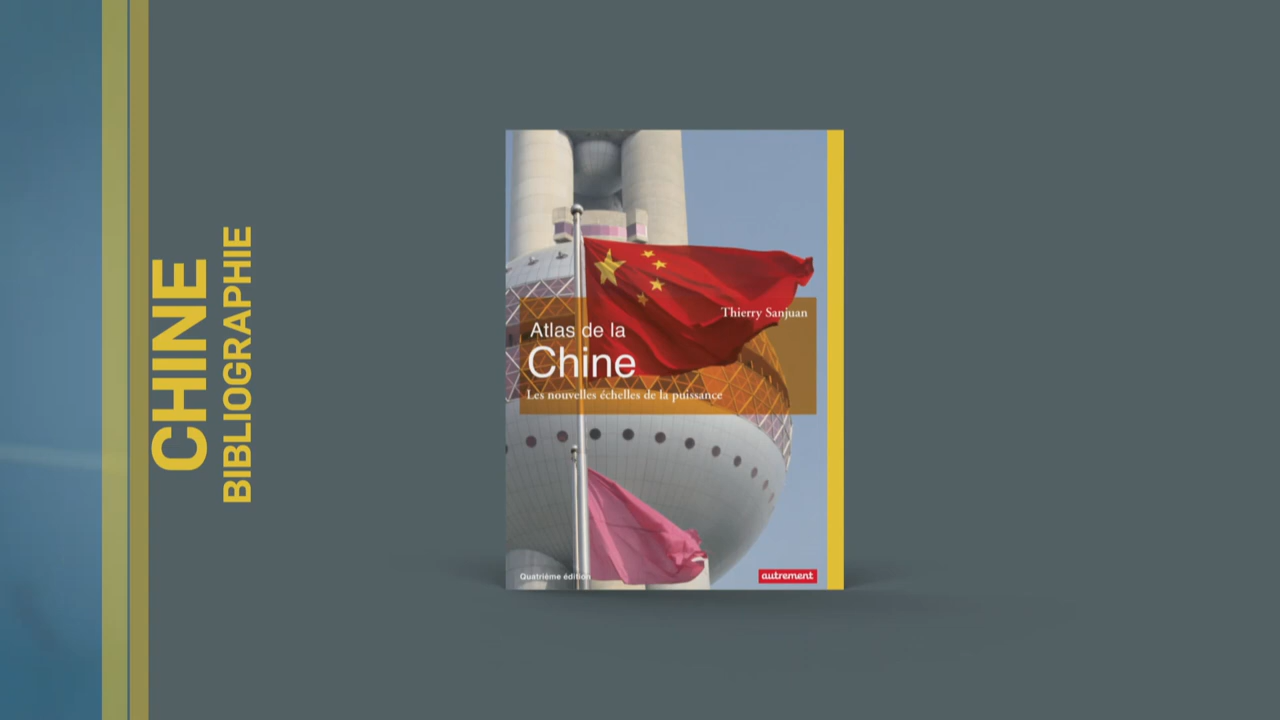 CHINE
BIBLIOGRAPHIE
Thierry Sanjuan
Atlas de la
Chine
Les nouvelles échelles de la puissance
Quatrième édition
autrement